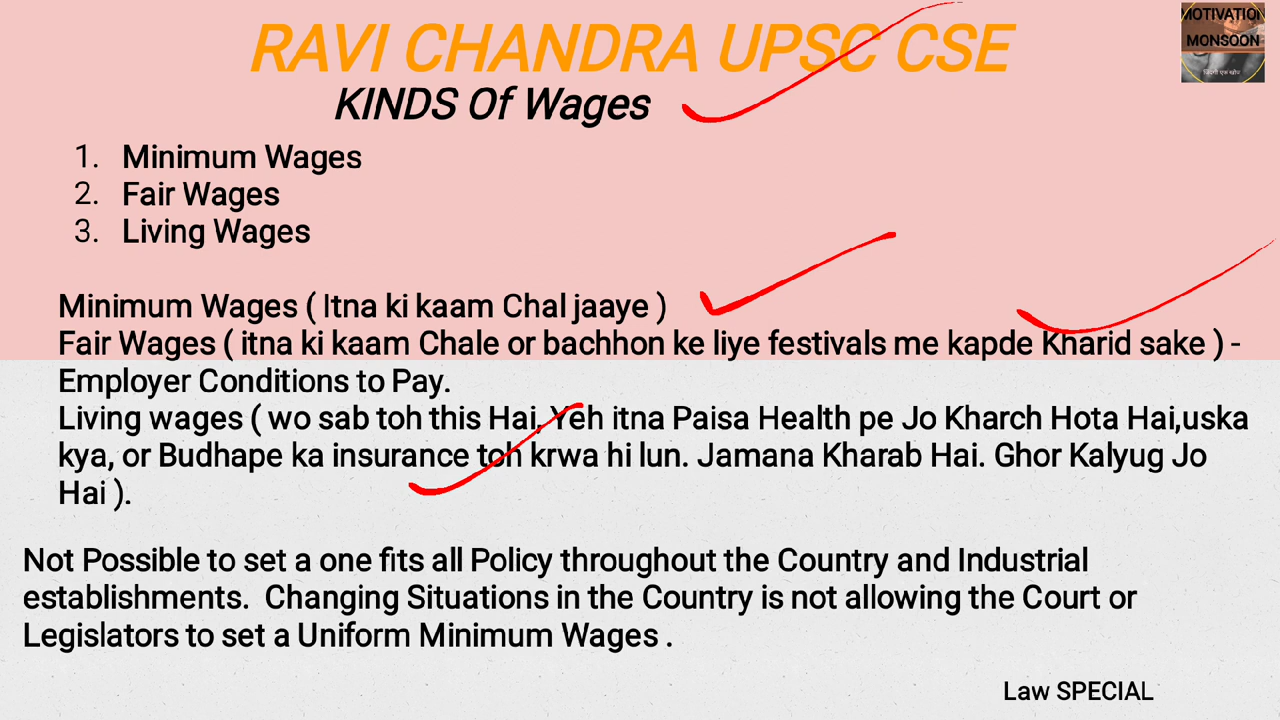 RAVI CHANDRA UPSC CSE
MOTIVATION
MONSOON
जिंदगी एक खोज
KINDS Of Wages
1. Minimum Wages
2. Fair Wages
3. Living Wages
Minimum Wages ( Itna ki kaam Chal jaaye )
Fair Wages ( itna ki kaam Chale or bachhon ke liye festivals me kapde Kharid sake ) -
Employer Conditions to Pay.
Living wages ( wo sab toh this Hai, Yeh itna Paisa Health pe Jo Kharch Hota Hai,uska
kya, or Budhape ka insurance toh krwa hi lun. Jamana Kharab Hai. Ghor Kalyug Jo
Hai ).
Not Possible to set a one fits all Policy throughout the Country and Industrial
establishments.  Changing Situations in the Country is not allowing the Court or
Legislators to set a Uniform Minimum Wages .
Law SPECIAL